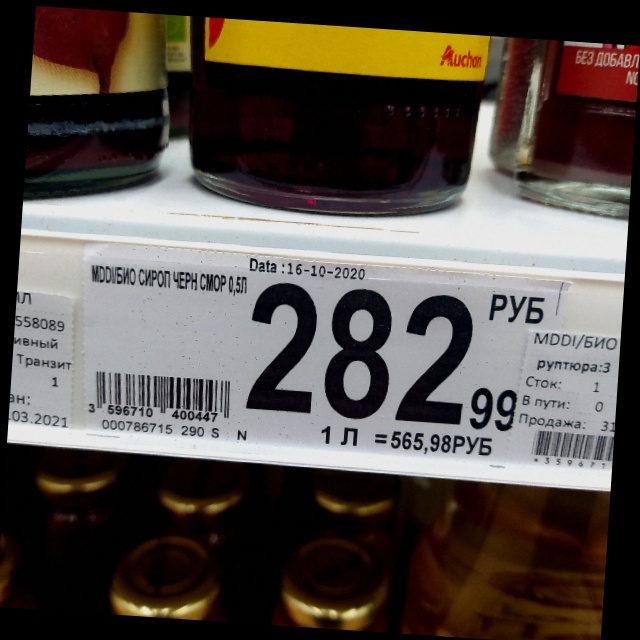 Auchan
БЕЗ ДОБАВЛ
Data :16-10-2020
MDD\БИО СИРОП ЧЕРН СМОР 0,5Л
282
99
РУБ
3 596710 400447
000786715 290 S N
1 Л =565,98РУБ
558089
ивный
Транзит
1
.03.2021
MDDI/БИО
руптюра:3
Сток: 1
В пути: 0
Продажа: 31